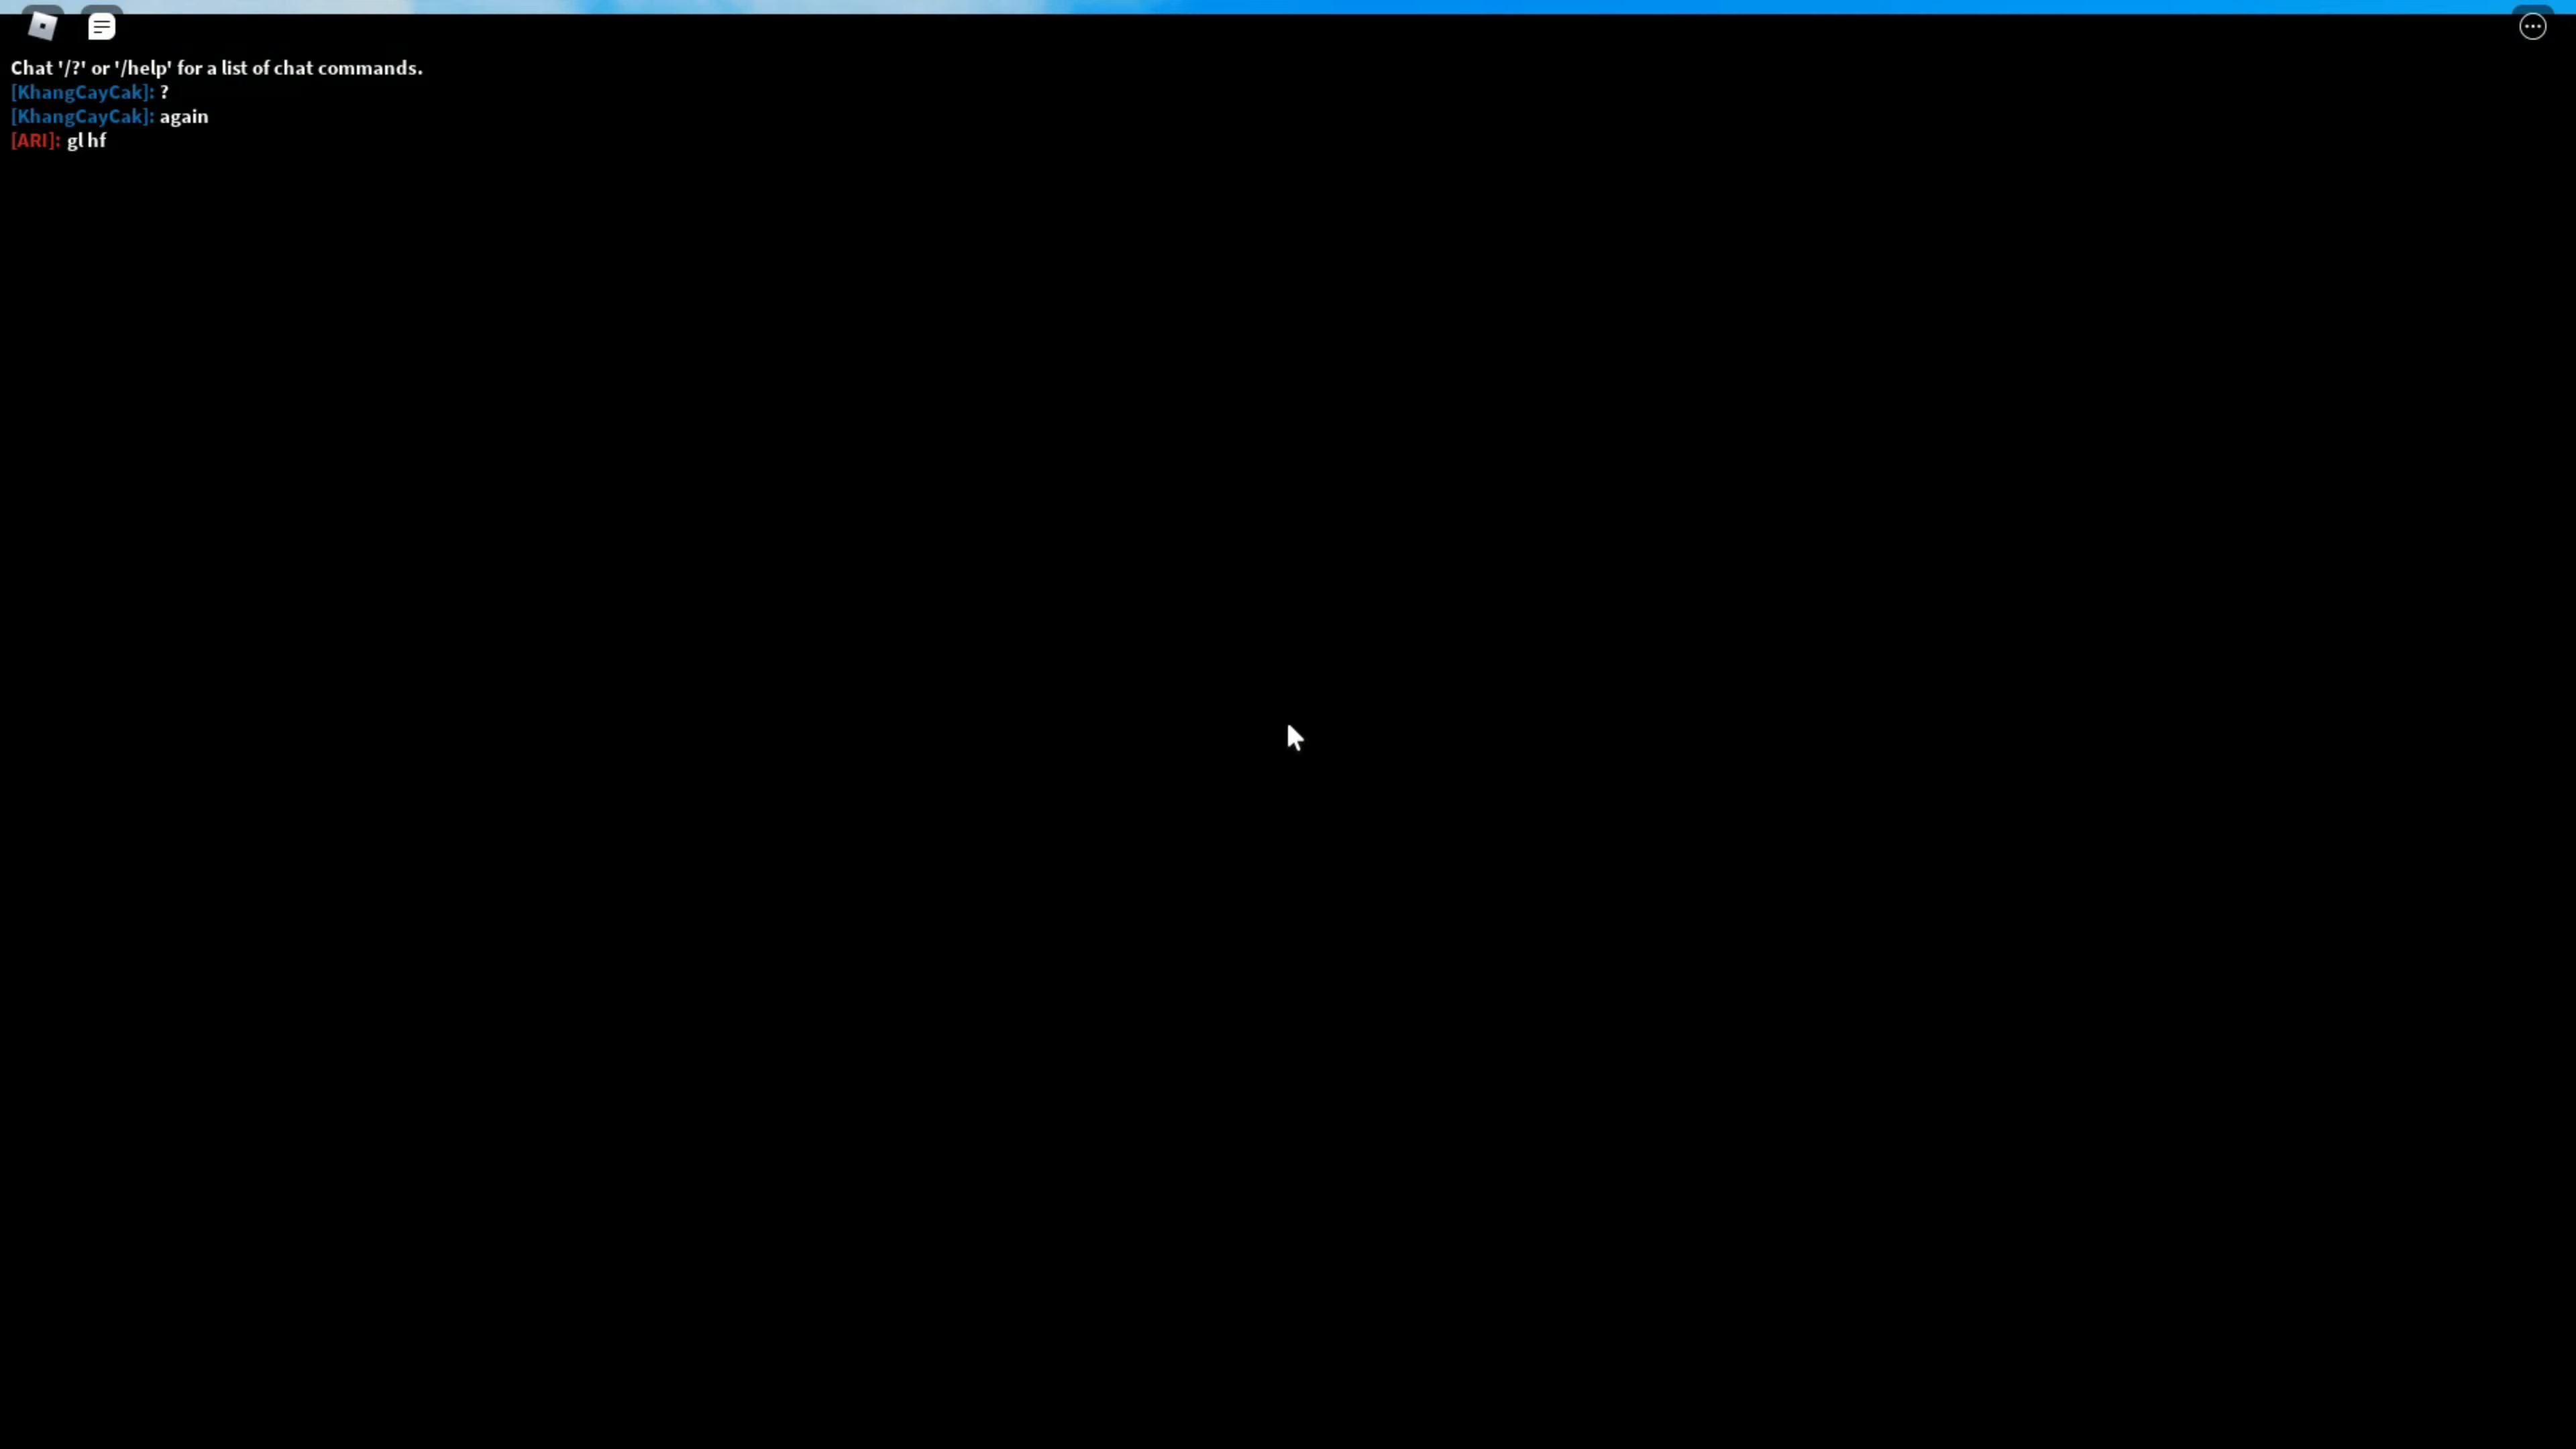 Chat '/?' or '/help' for a list of chat commands.
[KhangCayCak]: ?
[KhangCayCak]: again
[ARI]: gl hf